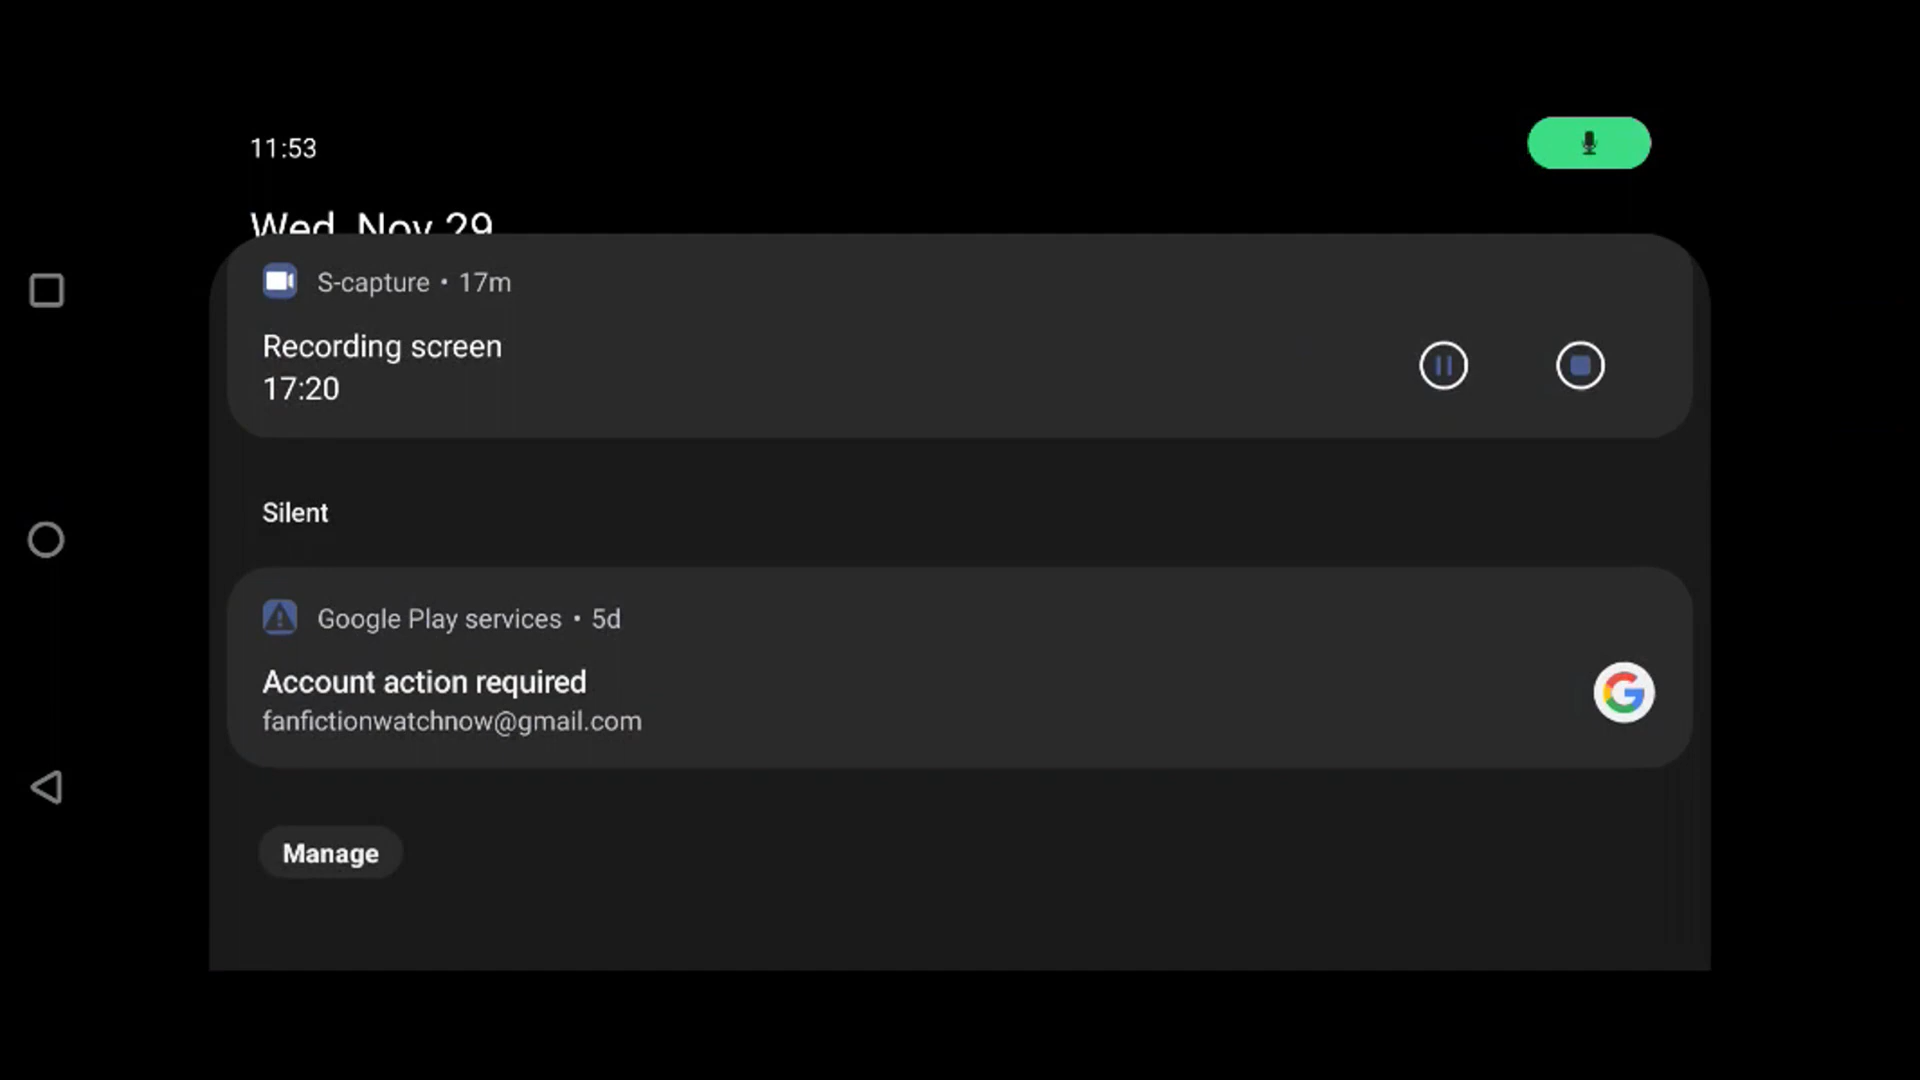 11:53
Wed, Nov 29
S-capture • 17m
Recording screen
17:20
Silent
Google Play services • 5d
Account action required
fanfictionwatchnow@gmail.com
Manage